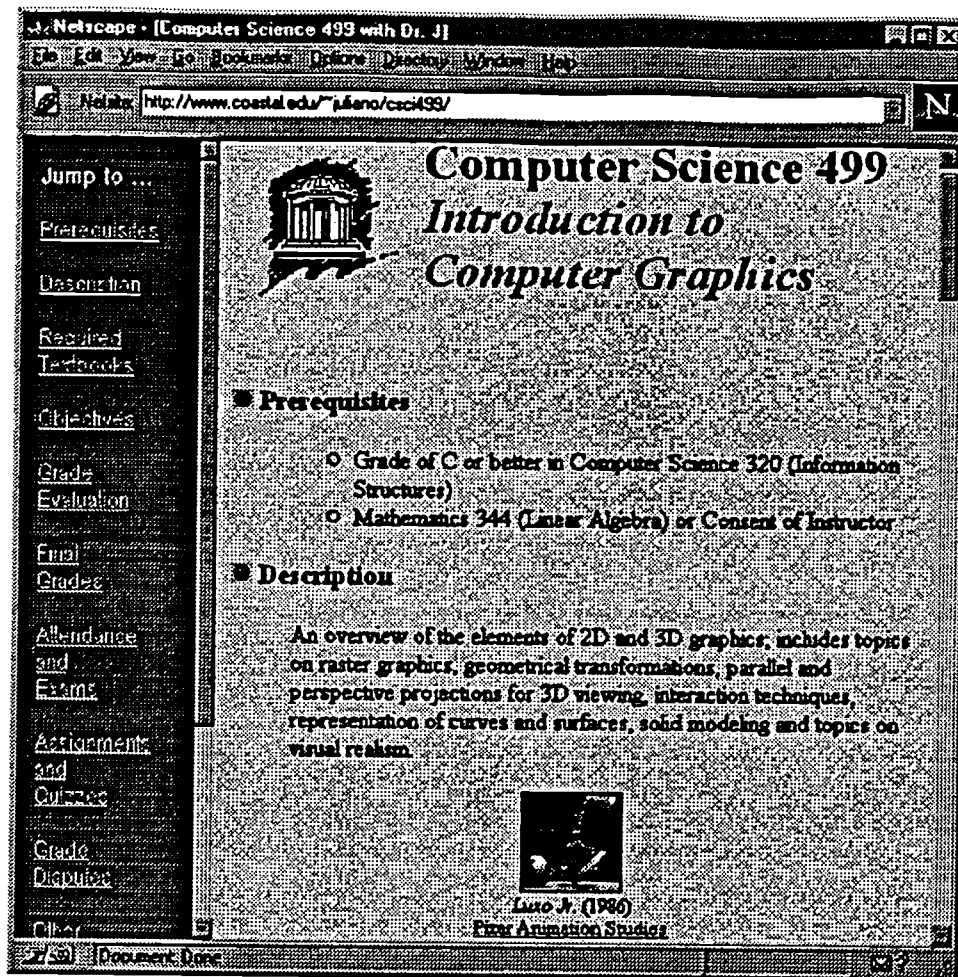 Netscape - [Computer Science 499 with Dr. J]
File Edit View Go Bookmarks Options Directory Window Help
Netsite: http://www.coastal.edu/~juliano/csci499/
N
Jump to ...
Prerequisites
Description
Required
Textbooks
Objectives
Grade
Evaluation
Final
Grades
Attendance
and
Exams
Assignments
and
Quizzes
Grade
Disputes
Other
Computer Science 499
Introduction to
Computer Graphics
Prerequisites
Grade of C or better in Computer Science 320 (Information
Structures)
Mathematics 344 (Linear Algebra) or Consent of Instructor
Description
An overview of the elements of 2D and 3D graphics; includes topics
on raster graphics, geometrical transformations, parallel and
perspective projections for 3D viewing, interaction techniques,
representation of curves and surfaces, solid modeling and topics on
visual realism.
Luxo Jr. (1986)
Pixar Animation Studios
Document: Done